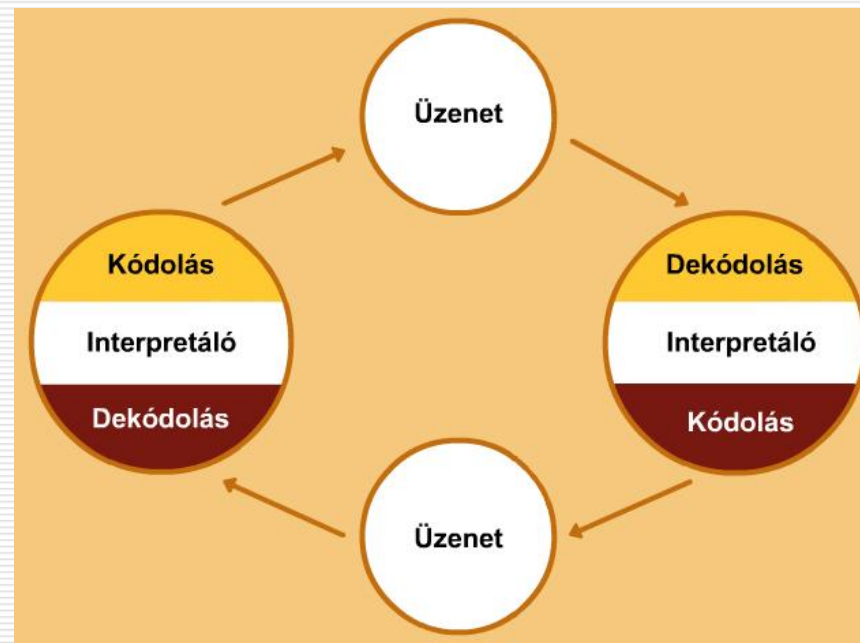 Üzenet
Kódolás
Interpretáló
Dekódolás
Dekódolás
Interpretáló
Kódolás
Üzenet